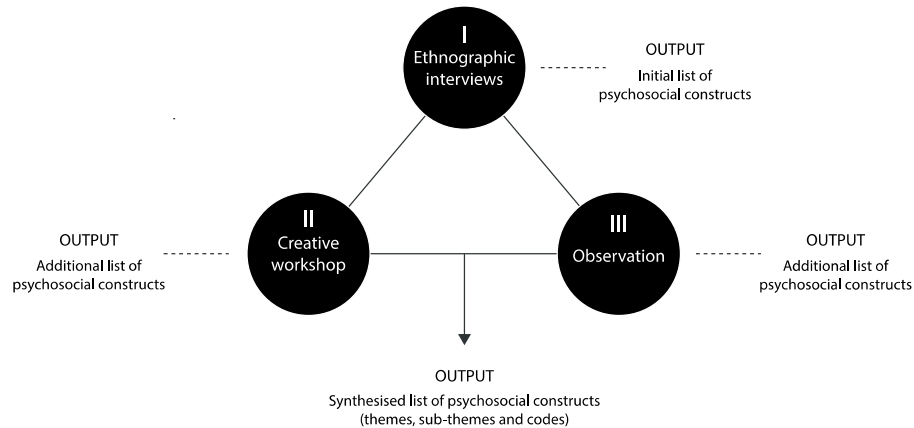 I
Ethnographic
interviews
OUTPUT
Initial list of
psychosocial constructs
II
Creative
workshop
OUTPUT
Additional list of
psychosocial constructs
III
Observation
OUTPUT
Additional list of
psychosocial constructs
OUTPUT
Synthesised list of psychosocial constructs
(themes, sub-themes and codes)